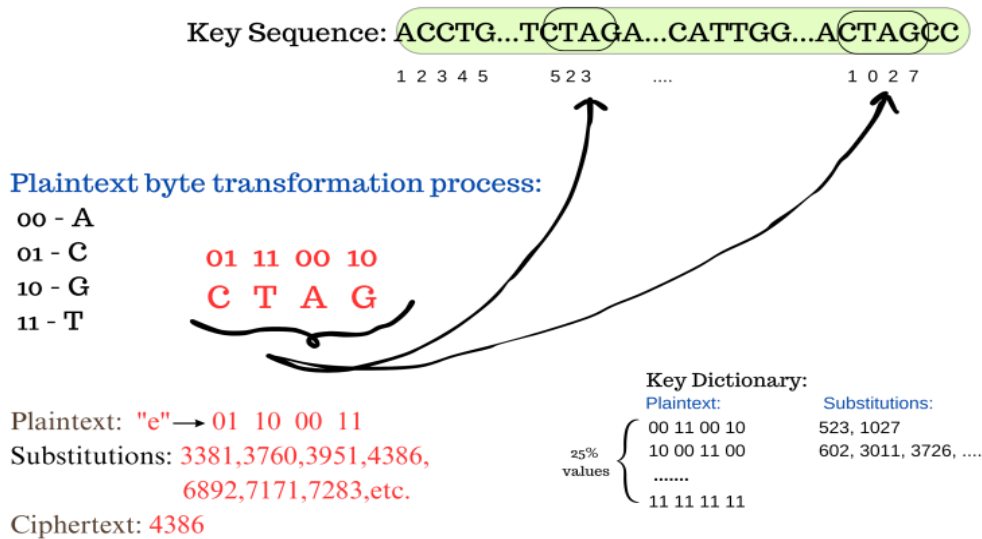 Key Sequence: ACCTG...TCTAGA...CATTGG...ACTAGCC
1 2 3 4 5 5 2 3 .... 1 0 2 7
Plaintext byte transformation process:
00 - A
01 - C
10 - G
11 - T
01 11 00 10
C T A G
Plaintext: "e"→ 01 10 00 11
Substitutions: 3381,3760,3951,4386,
6892,7171,7283,etc.
Ciphertext: 4386
Key Dictionary:
Plaintext: Substitutions:
00 11 00 10 523, 1027
10 00 11 00 602, 3011, 3726, ....
25%
values
.......
11 11 11 11